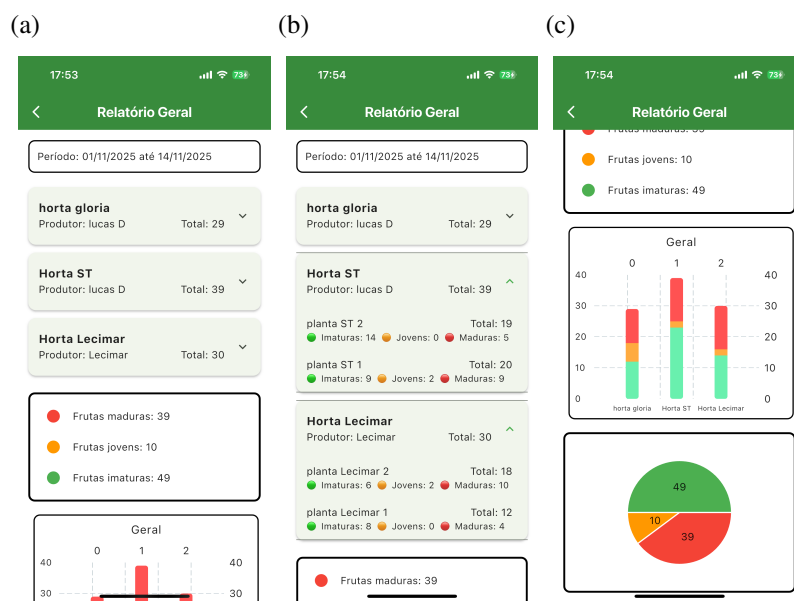 (a)
17:53
73
Relatório Geral
Período: 01/11/2025 até 14/11/2025
horta gloria
Produtor: lucas D Total: 29
Horta ST
Produtor: lucas D Total: 39
Horta Lecimar
Produtor: Lecimar Total: 30
Frutas maduras: 39
Frutas jovens: 10
Frutas imaturas: 49
Geral
0 1 2
40 40
30 30
(b)
17:54
73
Relatório Geral
Período: 01/11/2025 até 14/11/2025
horta gloria
Produtor: lucas D Total: 29
Horta ST
Produtor: lucas D Total: 39
planta ST 2 Total: 19
Imaturas: 14 Jovens: 0 Maduras: 5
planta ST 1 Total: 20
Imaturas: 9 Jovens: 2 Maduras: 9
Horta Lecimar
Produtor: Lecimar Total: 30
planta Lecimar 2 Total: 18
Imaturas: 6 Jovens: 2 Maduras: 10
planta Lecimar 1 Total: 12
Imaturas: 8 Jovens: 0 Maduras: 4
Frutas maduras: 39
(c)
17:54
73
Relatório Geral
Frutas maduras: 39
Frutas jovens: 10
Frutas imaturas: 49
Geral
0 1 2
40 40
30 30
20 20
10 10
0 0
horta gloria Horta ST Horta Lecimar
49
10
39